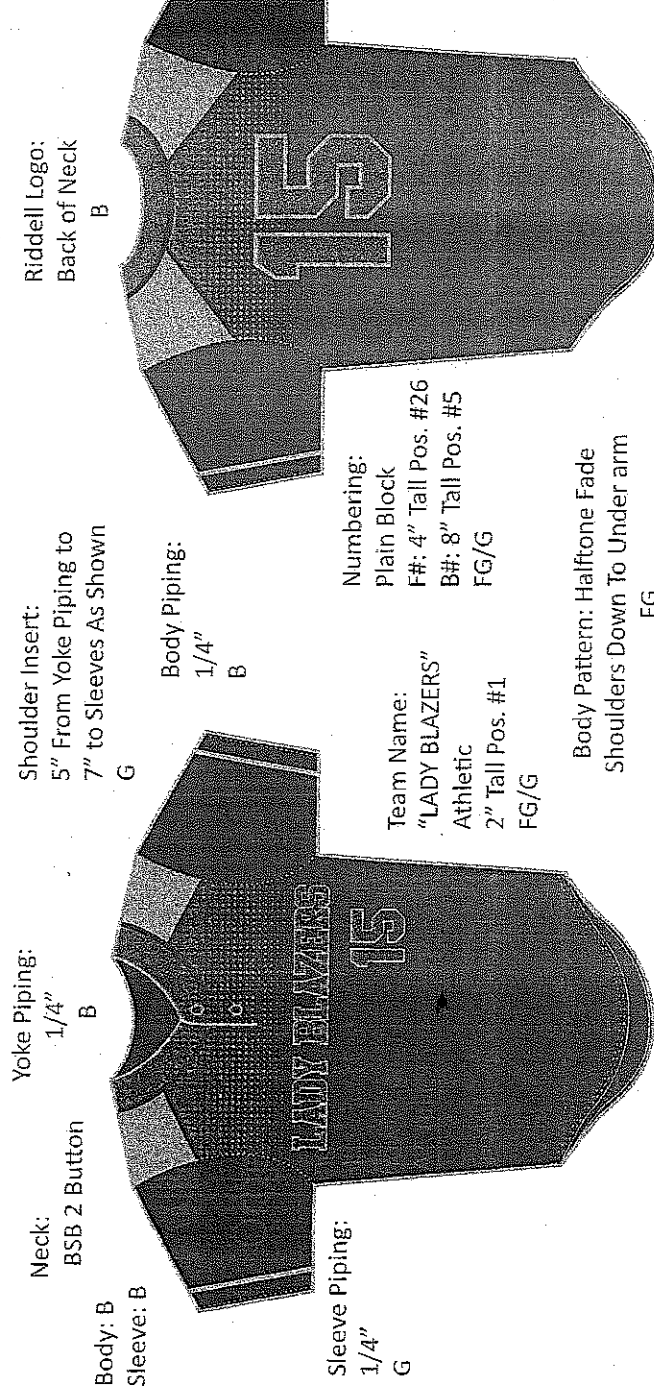 Neck:
BSB 2 Button
Yoke Piping:
1/4"
B
Shoulder Insert:
5" From Yoke Piping to
7" to Sleeves As Shown
G
Riddell Logo:
Back of Neck
B
Body: B
Sleeve: B
Body Piping:
1/4"
B
Sleeve Piping:
1/4"
G
LADY BLAZERS
15
15
Team Name:
"LADY BLAZERS"
Athletic
2" Tall Pos. #1
FG/G
Numbering:
Plain Block
F#: 4" Tall Pos. #26
B#: 8" Tall Pos. #5
FG/G
Body Pattern: Halftone Fade
Shoulders Down To Under arm
FG